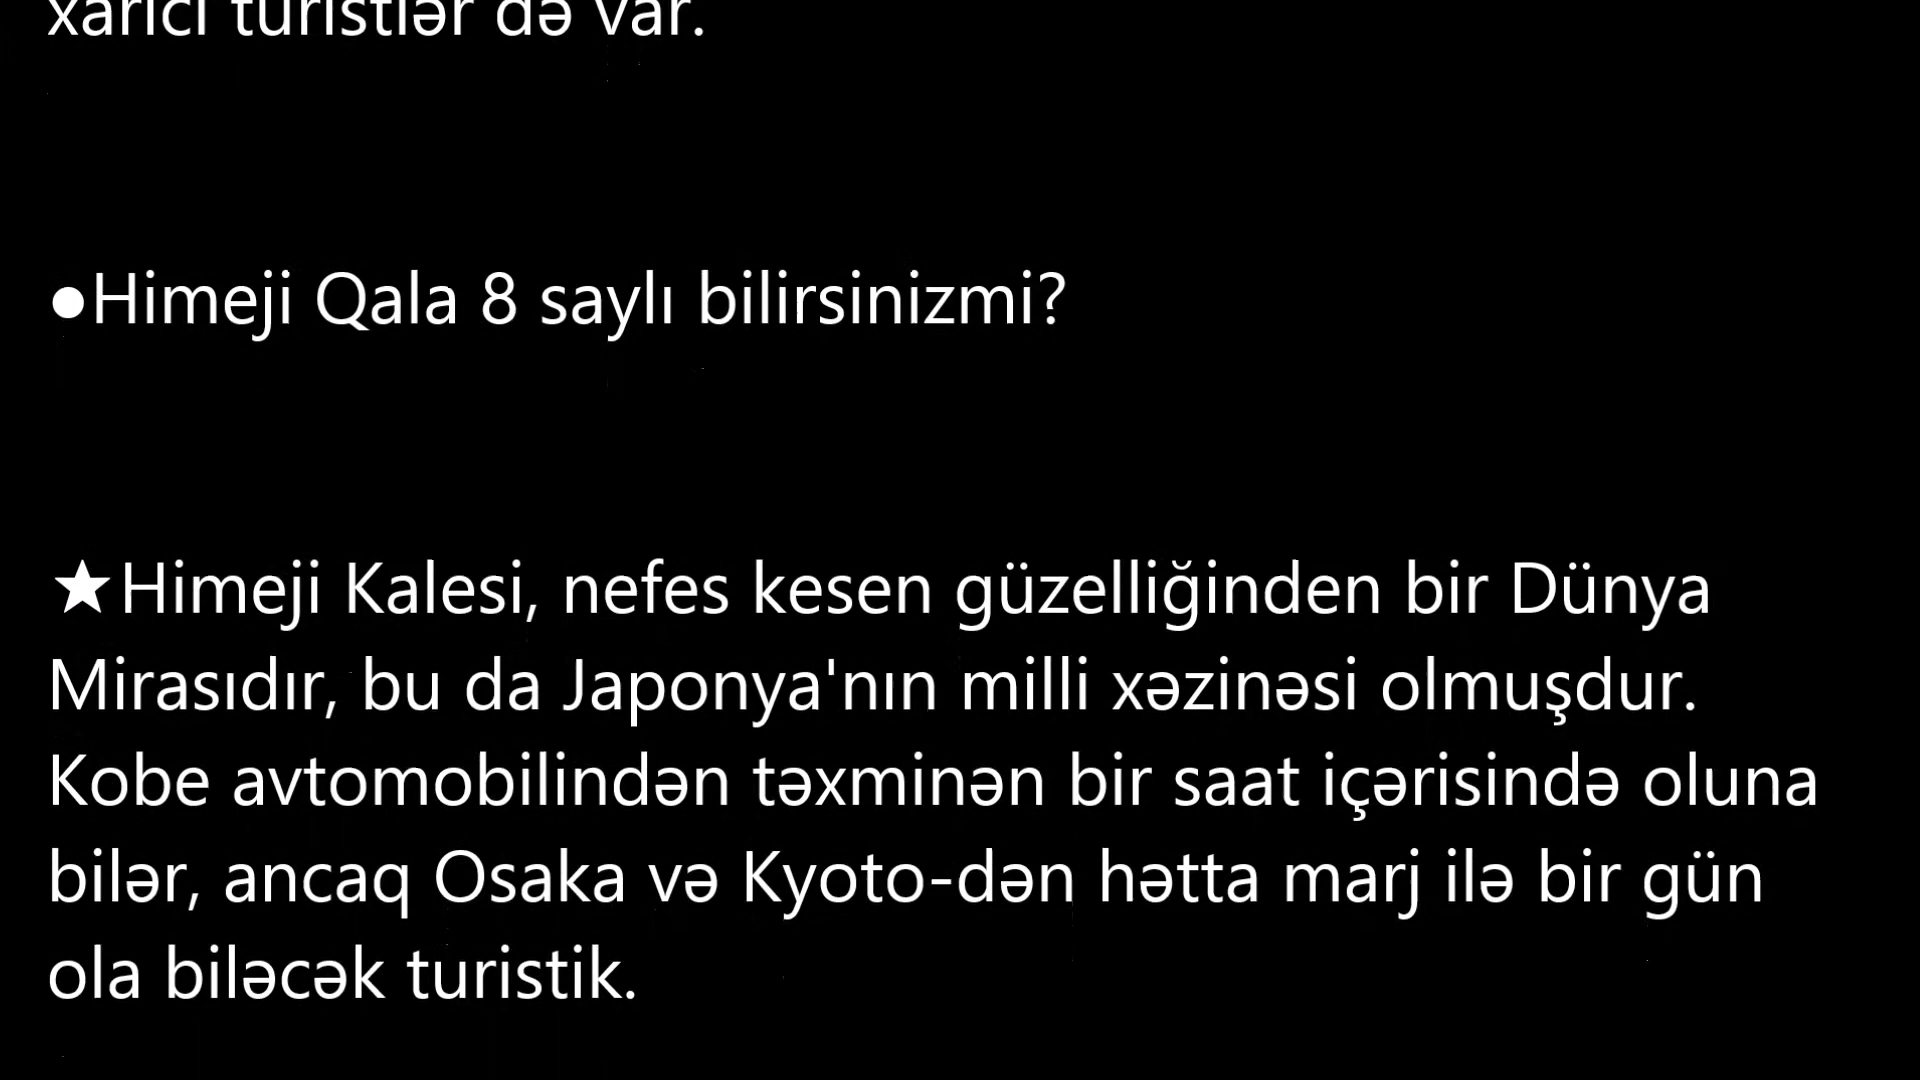 xarici turistlər də var.
●Himeji Qala 8 saylı bilirsinizmi?
★Himeji Kalesi, nefes kesen güzelliğinden bir Dünya
Mirasıdır, bu da Japonya'nın milli xəzinəsi olmuşdur.
Kobe avtomobilindən təxminən bir saat içərisində oluna
bilər, ancaq Osaka və Kyoto-dən hətta marj ilə bir gün
ola biləcək turistik.